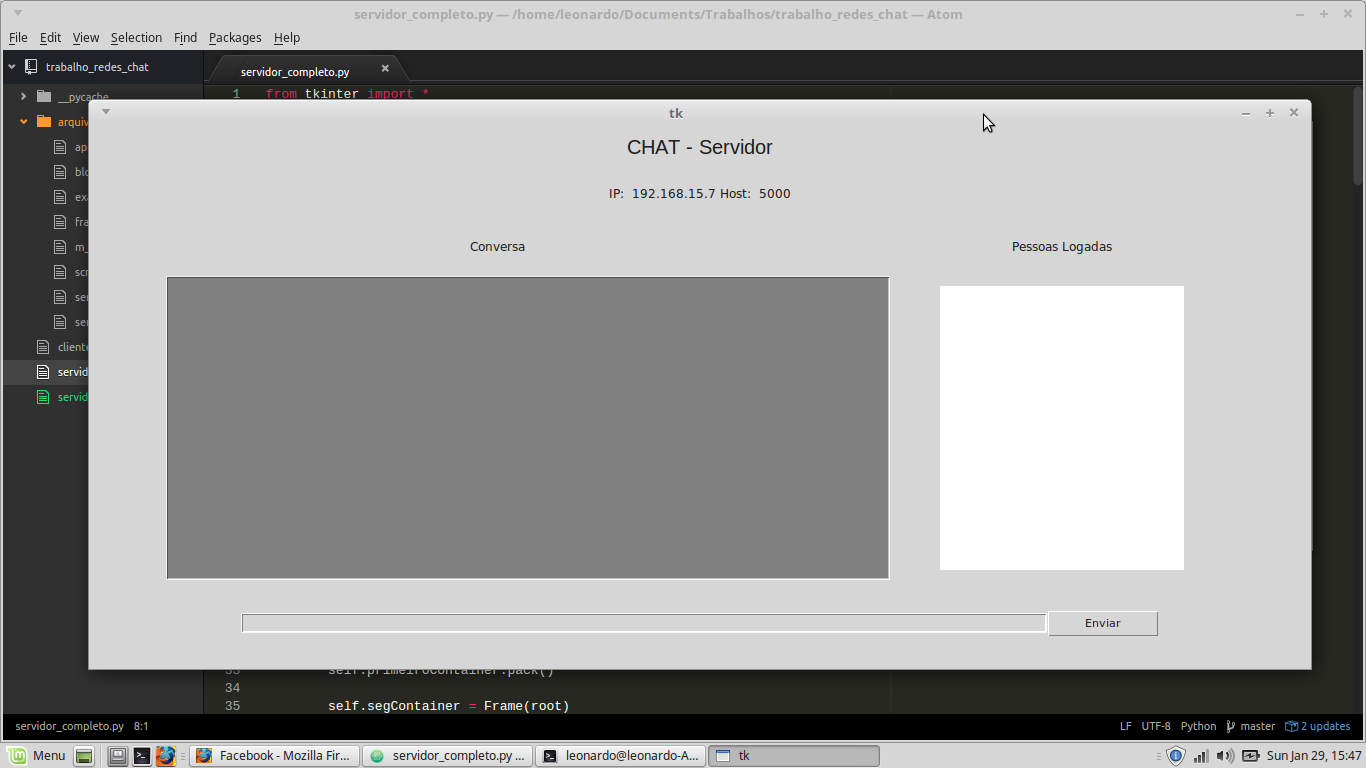 servidor_completo.py — /home/leonardo/Documents/Trabalhos/trabalho_redes_chat — Atom
File Edit View Selection Find Packages Help
trabalho_redes_chat
servidor_completo.py
1 from tkinter import *
__pycache
tk
arquiv
CHAT - Servidor
ap
blo
IP: 192.168.15.7 Host: 5000
exa
fra
m_
Conversa
Pessoas Logadas
scr
ser
ser
cliente
servid
servid
Enviar
33 self.primeiroContainer.pack()
34
35 self.segContainer = Frame(root)
servidor_completo.py 8:1
LF UTF-8 Python master 2 updates
Menu
Facebook - Mozilla Fir...
servidor_completo.py ...
leonardo@leonardo-A...
tk
Sun Jan 29, 15:47